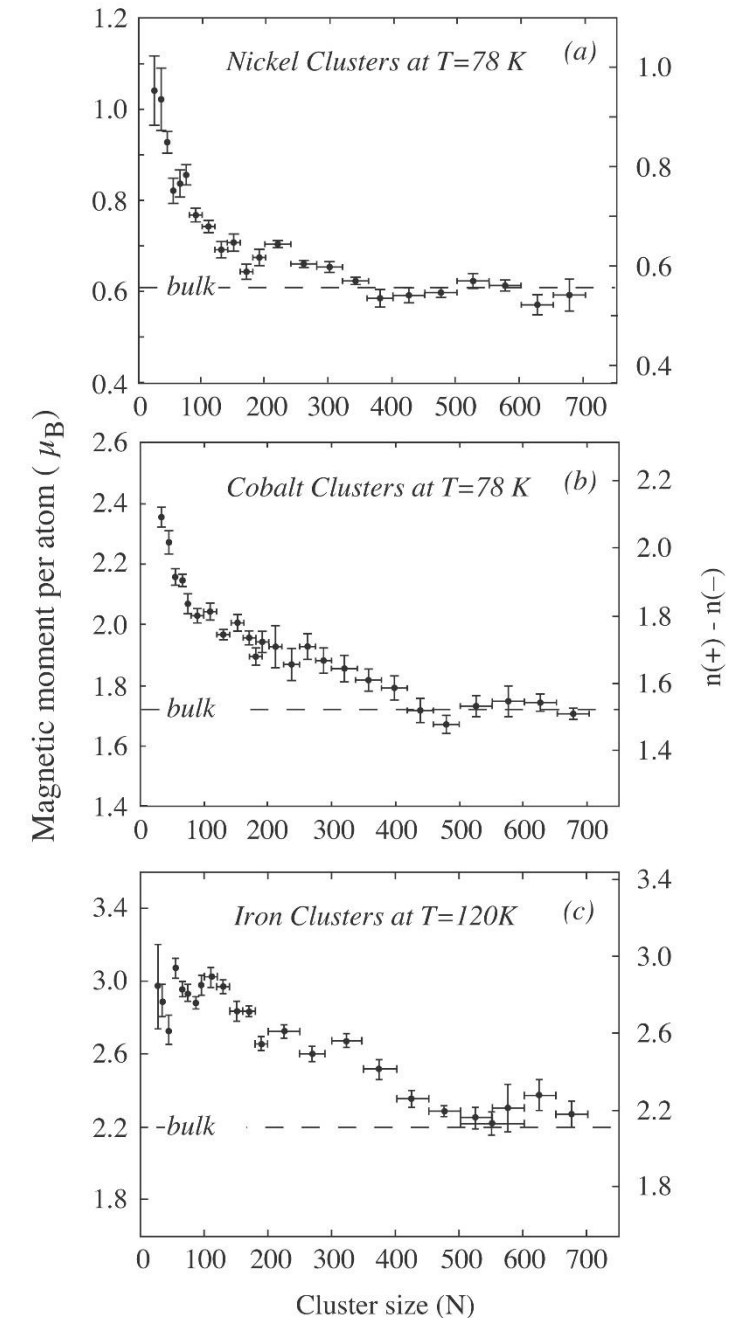 1.2
Nickel Clusters at T=78 K (a)
1.0
1.0
0.8
0.8
0.6
bulk
0.6
0.4
0.4
0 100 200 300 400 500 600 700
Magnetic moment per atom ( μB)
2.6
Cobalt Clusters at T=78 K (b)
2.4
2.2
2.2
2.0
2.0
1.8
1.8
bulk
1.6
1.6
1.4
1.4
0 100 200 300 400 500 600 700
n(+) - n(–)
Iron Clusters at T=120K (c)
3.4
3.4
3.0
3.0
2.6
2.6
2.2
bulk
2.2
1.8
1.8
0 100 200 300 400 500 600 700
Cluster size (N)